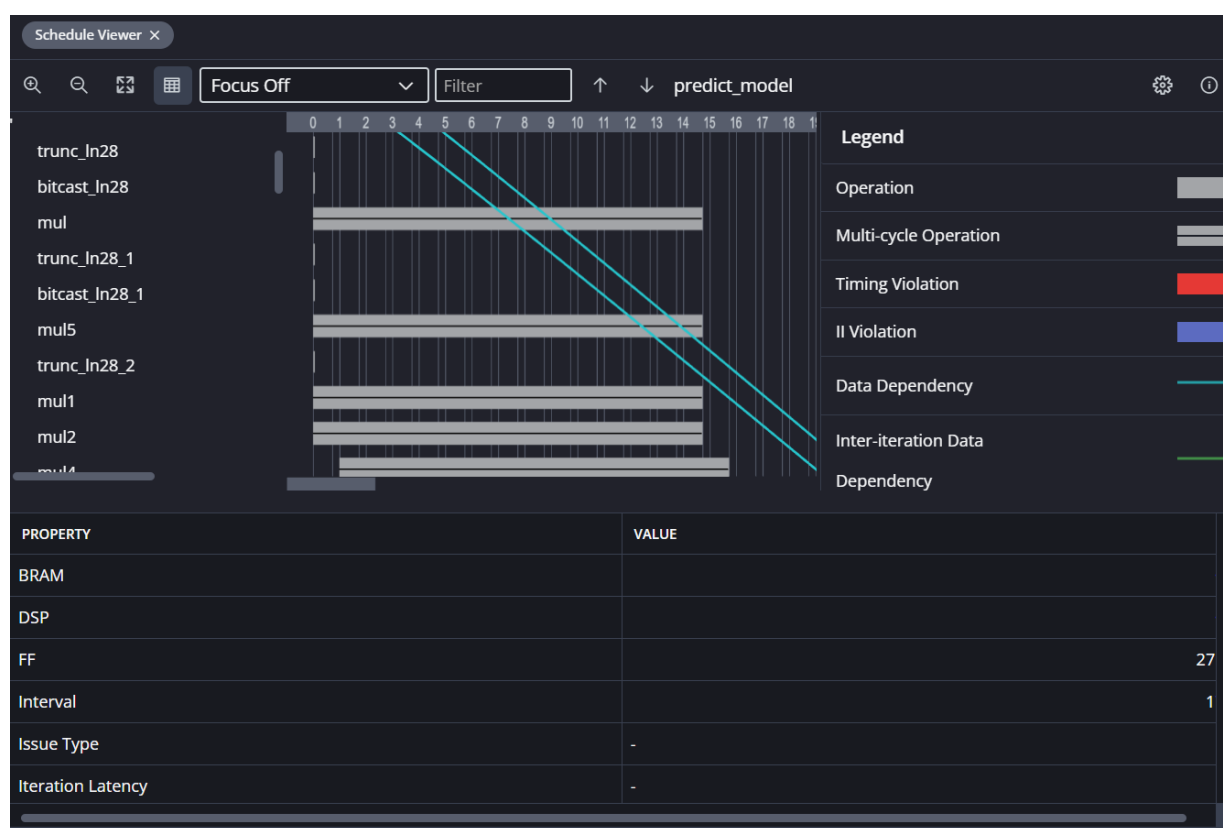 Schedule Viewer ×
Focus Off Filter predict_model
0 1 2 3 4 5 6 7 8 9 10 11 12 13 14 15 16 17 18
trunc_ln28
bitcast_ln28
mul
trunc_ln28_1
bitcast_ln28_1
mul5
trunc_ln28_2
mul1
mul2
mul4
Legend
Operation
Multi-cycle Operation
Timing Violation
II Violation
Data Dependency
Inter-iteration Data
Dependency
PROPERTY VALUE
BRAM
DSP
FF 27
Interval 1
Issue Type -
Iteration Latency -